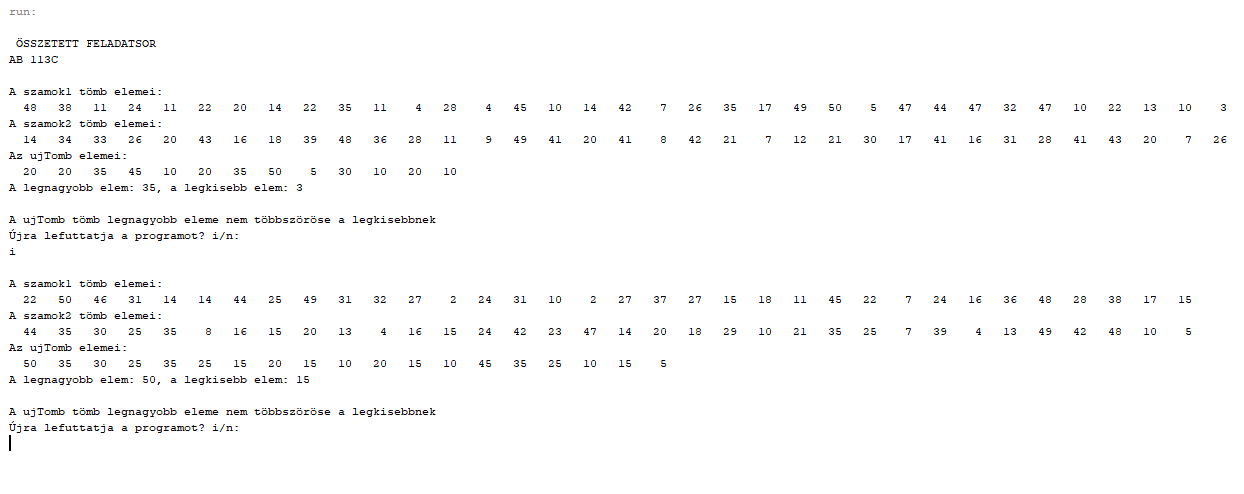 run:
ÖSSZETETT FELADATSOR
AB 113C
A szamok1 tömb elemei:
48 38 11 24 11 22 20 14 22 35 11 4 28 4 45 10 14 42 7 26 35 17 49 50 5 47 44 47 32 47 10 22 13 10 3
A szamok2 tömb elemei:
14 34 33 26 20 43 16 18 39 48 36 28 11 9 49 41 20 41 8 42 21 7 12 21 30 17 41 16 31 28 41 43 20 7 26
Az ujTomb elemei:
20 20 35 45 10 20 35 50 5 30 10 20 10
A legnagyobb elem: 35, a legkisebb elem: 3
A ujTomb tömb legnagyobb eleme nem többszöröse a legkisebbnek
Újra lefuttatja a programot? i/n:
i
A szamok1 tömb elemei:
22 50 46 31 14 14 44 25 49 31 32 27 2 24 31 10 2 27 37 27 15 18 11 45 22 7 24 16 36 48 28 38 17 15
A szamok2 tömb elemei:
44 35 30 25 35 8 16 15 20 13 4 16 15 24 42 23 47 14 20 18 29 10 21 35 25 7 39 4 13 49 42 48 10 5
Az ujTomb elemei:
50 35 30 25 35 25 15 20 15 10 20 15 10 45 35 25 10 15 5
A legnagyobb elem: 50, a legkisebb elem: 15
A ujTomb tömb legnagyobb eleme nem többszöröse a legkisebbnek
Újra lefuttatja a programot? i/n: